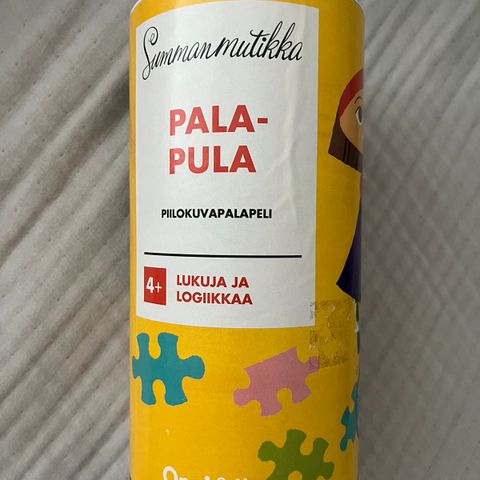 Summanmutikka
PALA-
PULA
PIILOKUVAPALAPELI
4+
LUKUJA JA
LOGIIKKAA